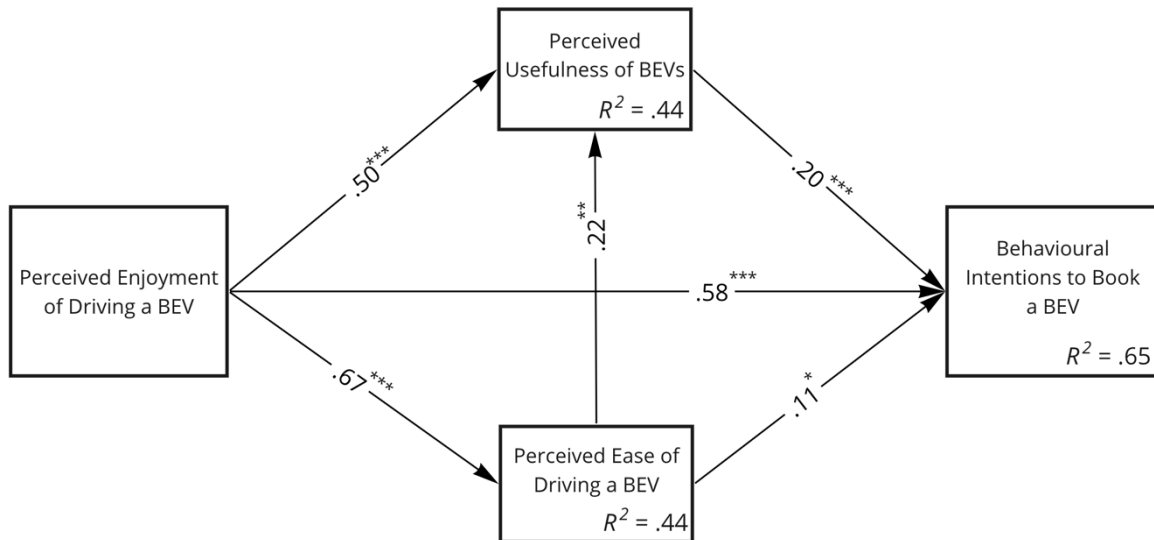 Perceived
Usefulness of BEVs
R² = .44
.50***
.20***
.22**
Perceived Enjoyment
of Driving a BEV
.58***
Behavioural
Intentions to Book
a BEV
R² = .65
.67***
.11*
Perceived Ease of
Driving a BEV
R² = .44